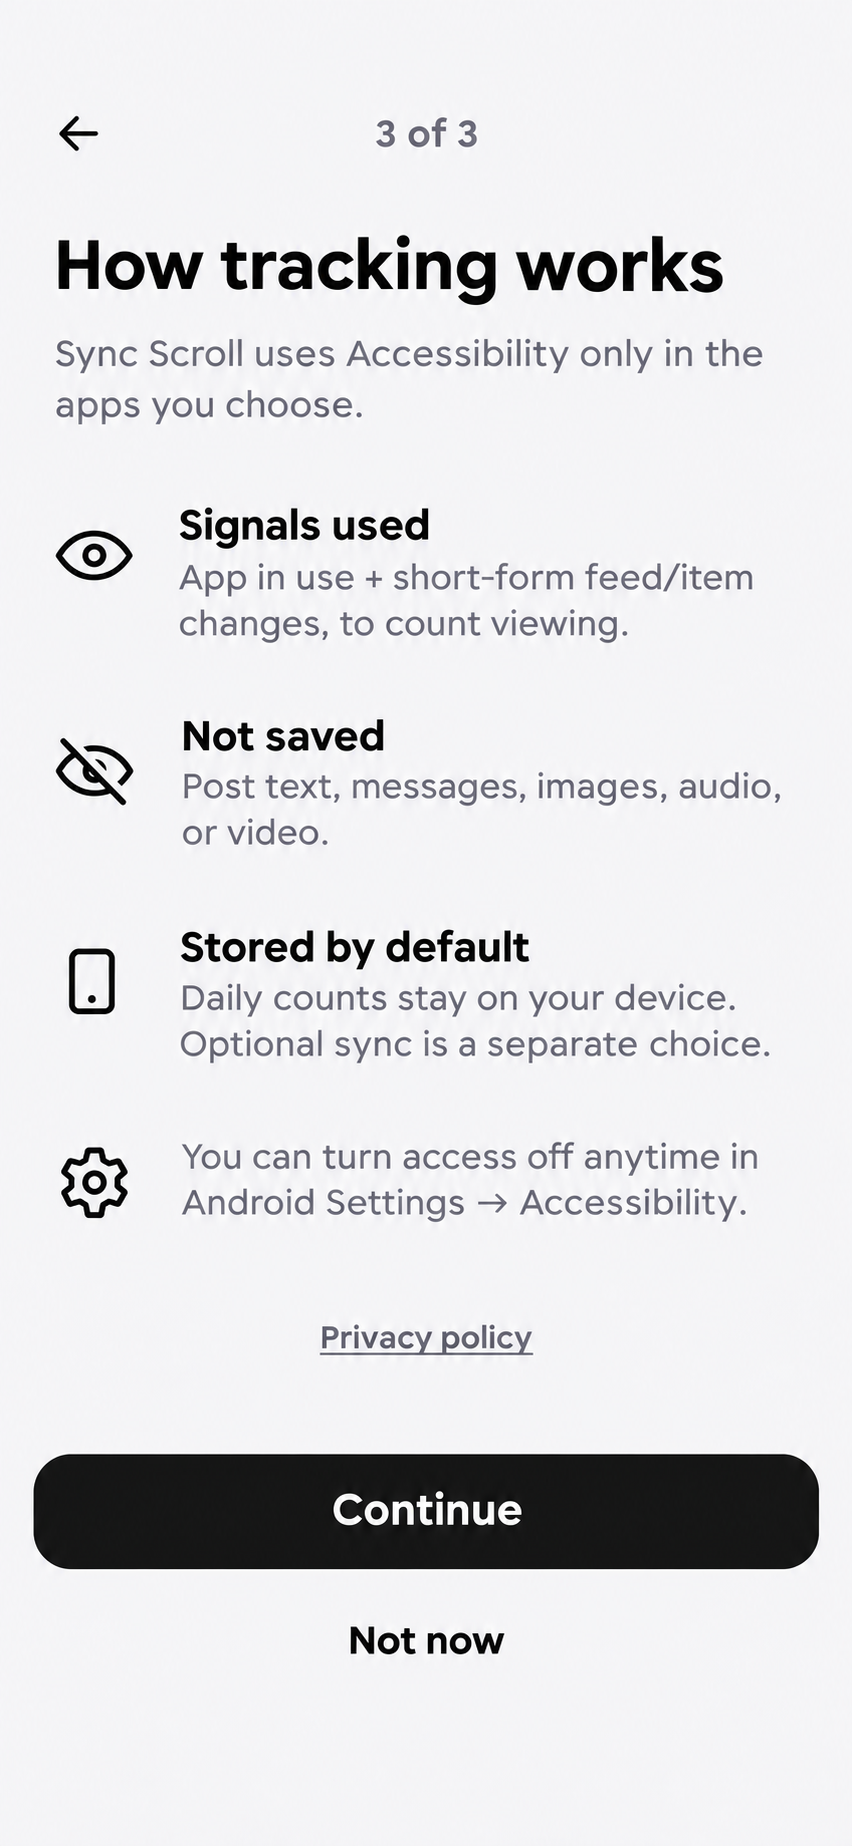 3 of 3
How tracking works
Sync Scroll uses Accessibility only in the
apps you choose.
Signals used
App in use + short-form feed/item
changes, to count viewing.
Not saved
Post text, messages, images, audio,
or video.
Stored by default
Daily counts stay on your device.
Optional sync is a separate choice.
You can turn access off anytime in
Android Settings → Accessibility.
Privacy policy
Continue
Not now